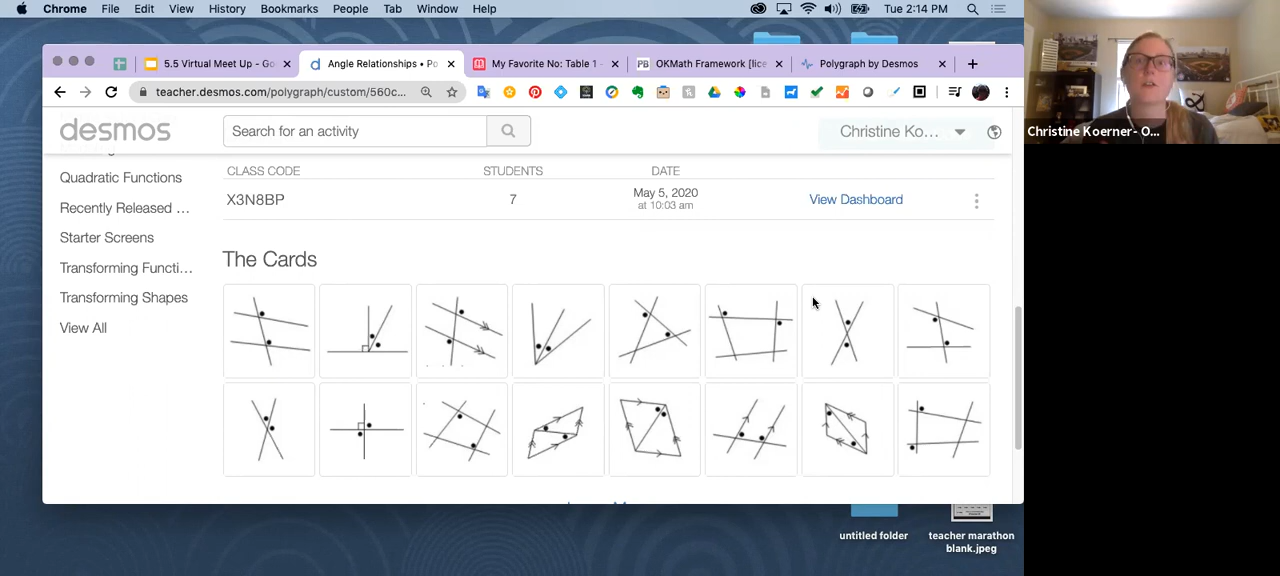 Chrome File Edit View History Bookmarks People Tab Window Help Tue 2:14 PM
5.5 Virtual Meet Up - Go Angle Relationships • Po My Favorite No: Table 1 - OKMath Framework [lice Polygraph by Desmos
teacher.desmos.com/polygraph/custom/560c...
desmos Search for an activity Christine Ko...
CLASS CODE STUDENTS DATE
Quadratic Functions
X3N8BP 7 May 5, 2020 View Dashboard
at 10:03 am
Recently Released ...
Starter Screens
The Cards
Transforming Functi...
Transforming Shapes
View All
untitled folder
teacher marathon
blank.jpeg
Christine Koerner- O...